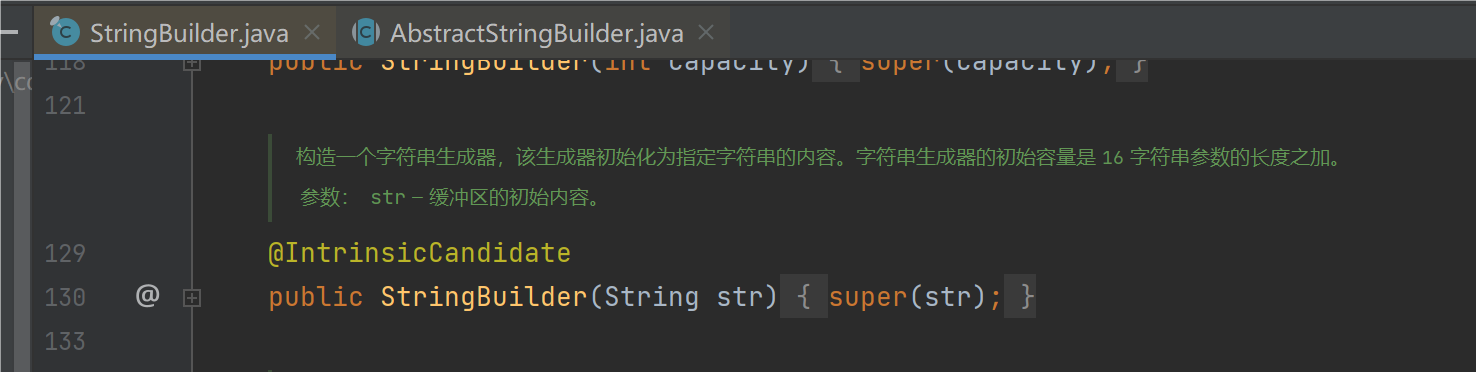 StringBuilder.java × AbstractStringBuilder.java ×
118 public StringBuilder(int capacity) { super(capacity); }
121
构造一个字符串生成器，该生成器初始化为指定字符串的内容。字符串生成器的初始容量是 16 字符串参数的长度之加。
参数： str – 缓冲区的初始内容。
129 @IntrinsicCandidate
130 @ public StringBuilder(String str) { super(str); }
133